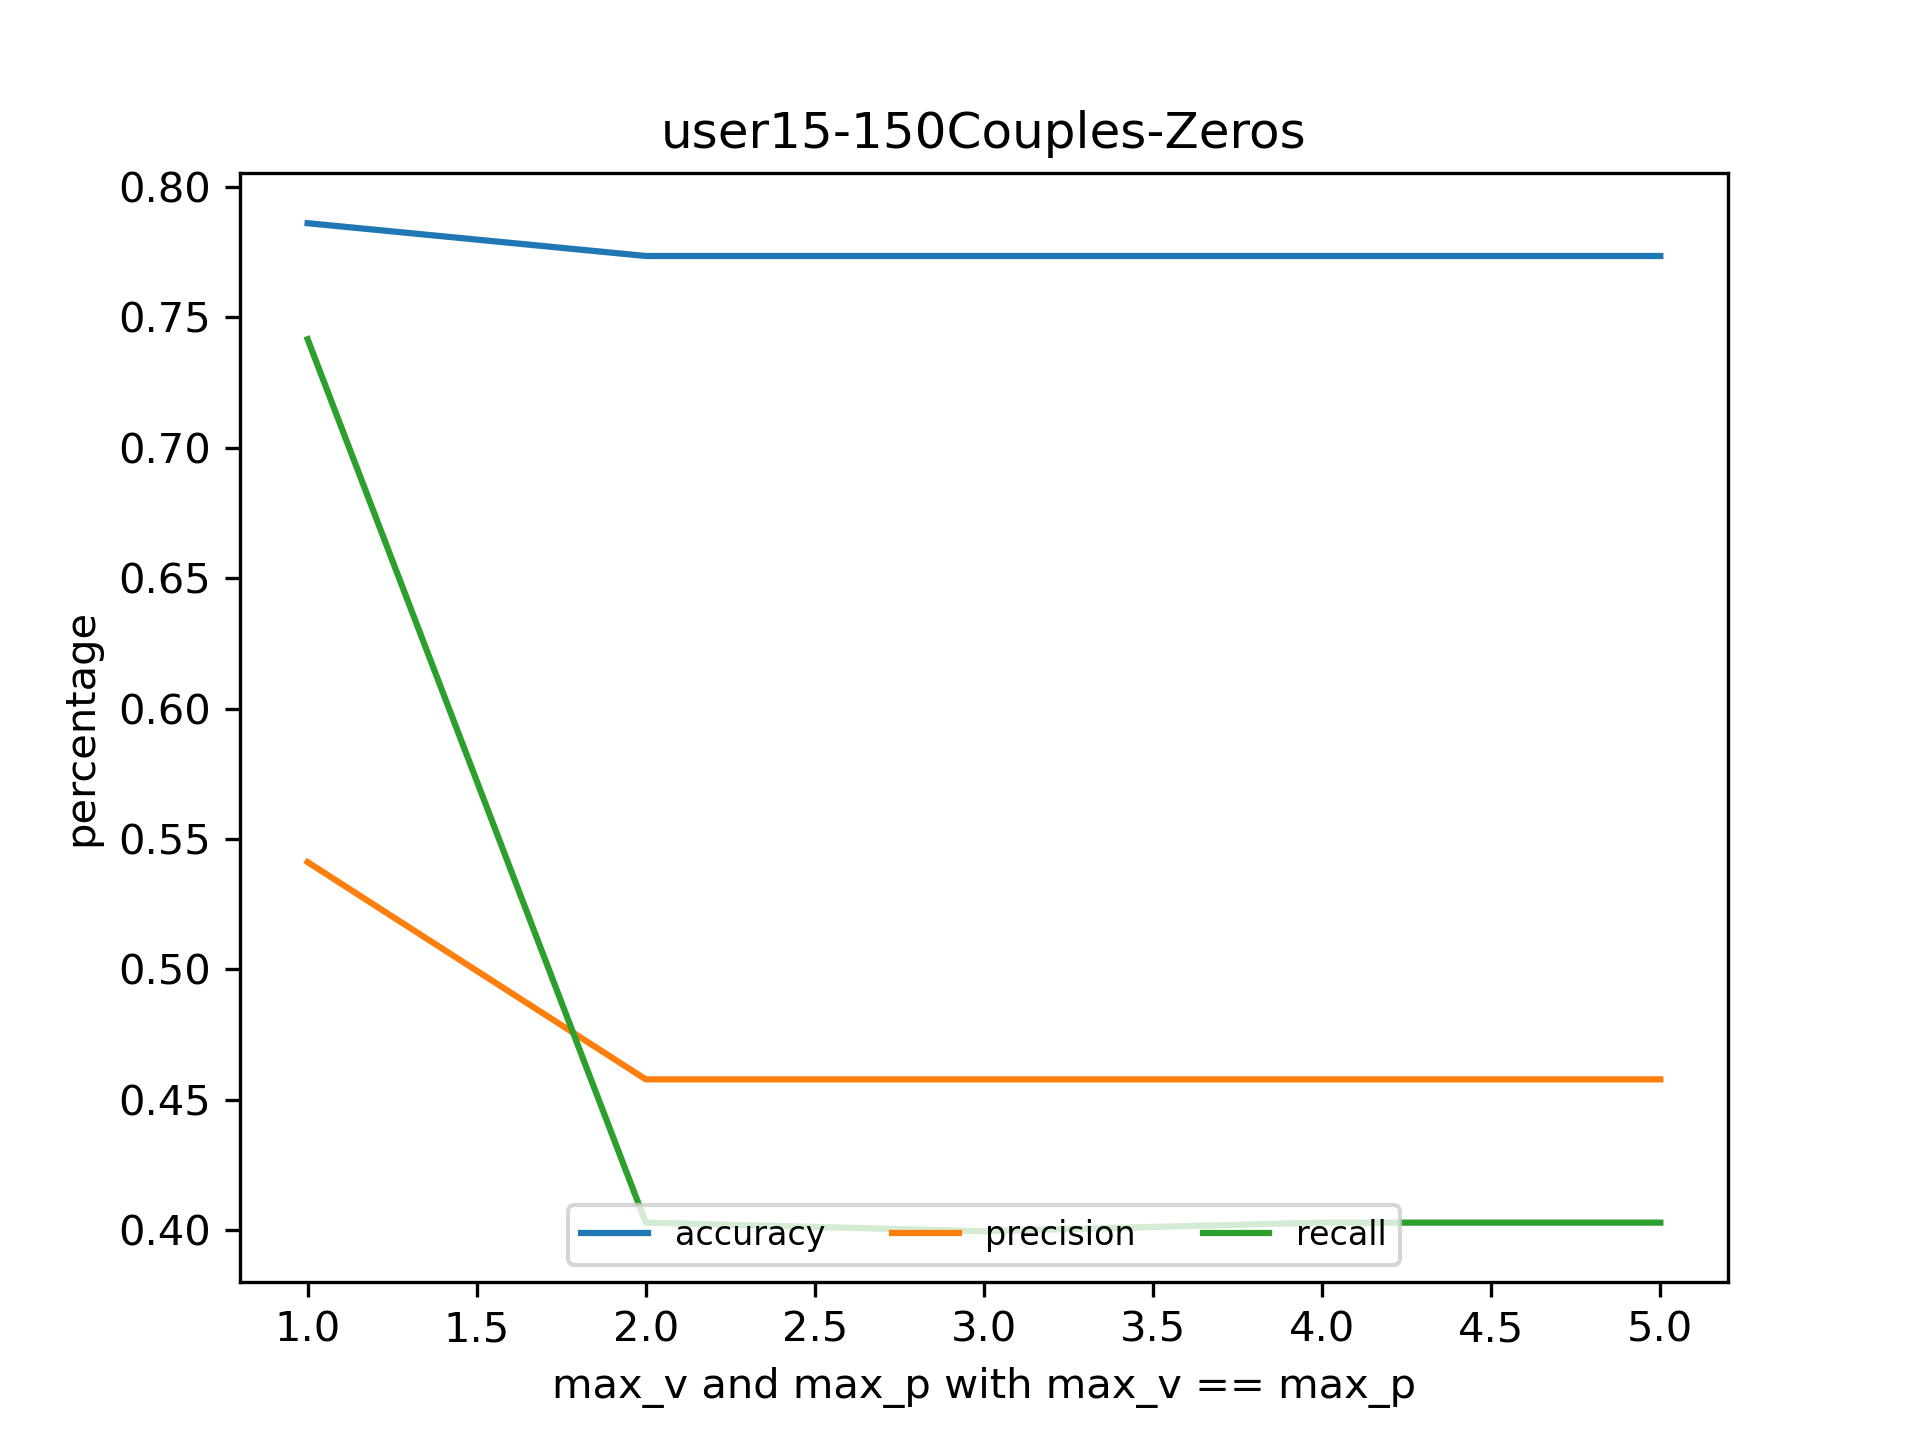 user15-150Couples-Zeros
0.80
0.75
0.70
0.65
0.60
0.55
0.50
0.45
0.40
percentage
accuracy precision recall
1.0 1.5 2.0 2.5 3.0 3.5 4.0 4.5 5.0
max_v and max_p with max_v == max_p